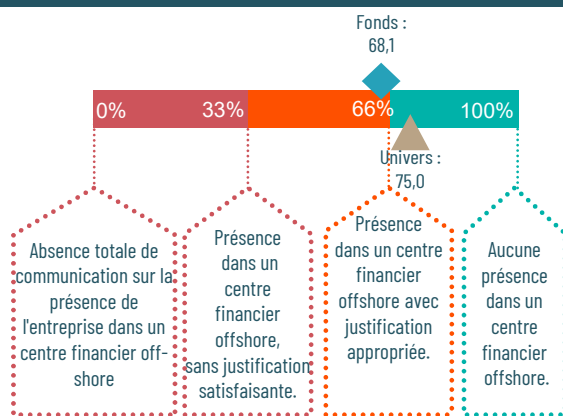 Fonds :
68,1
0%
33%
66%
100%
Univers :
75,0
Absence totale de
communication sur la
présence de
l'entreprise dans un
centre financier off-
shore
Présence
dans un
centre
financier
offshore,
sans justification
satisfaisante.
Présence
dans un centre
financier
offshore avec
justification
appropriée.
Aucune
présence
dans un
centre
financier
offshore.